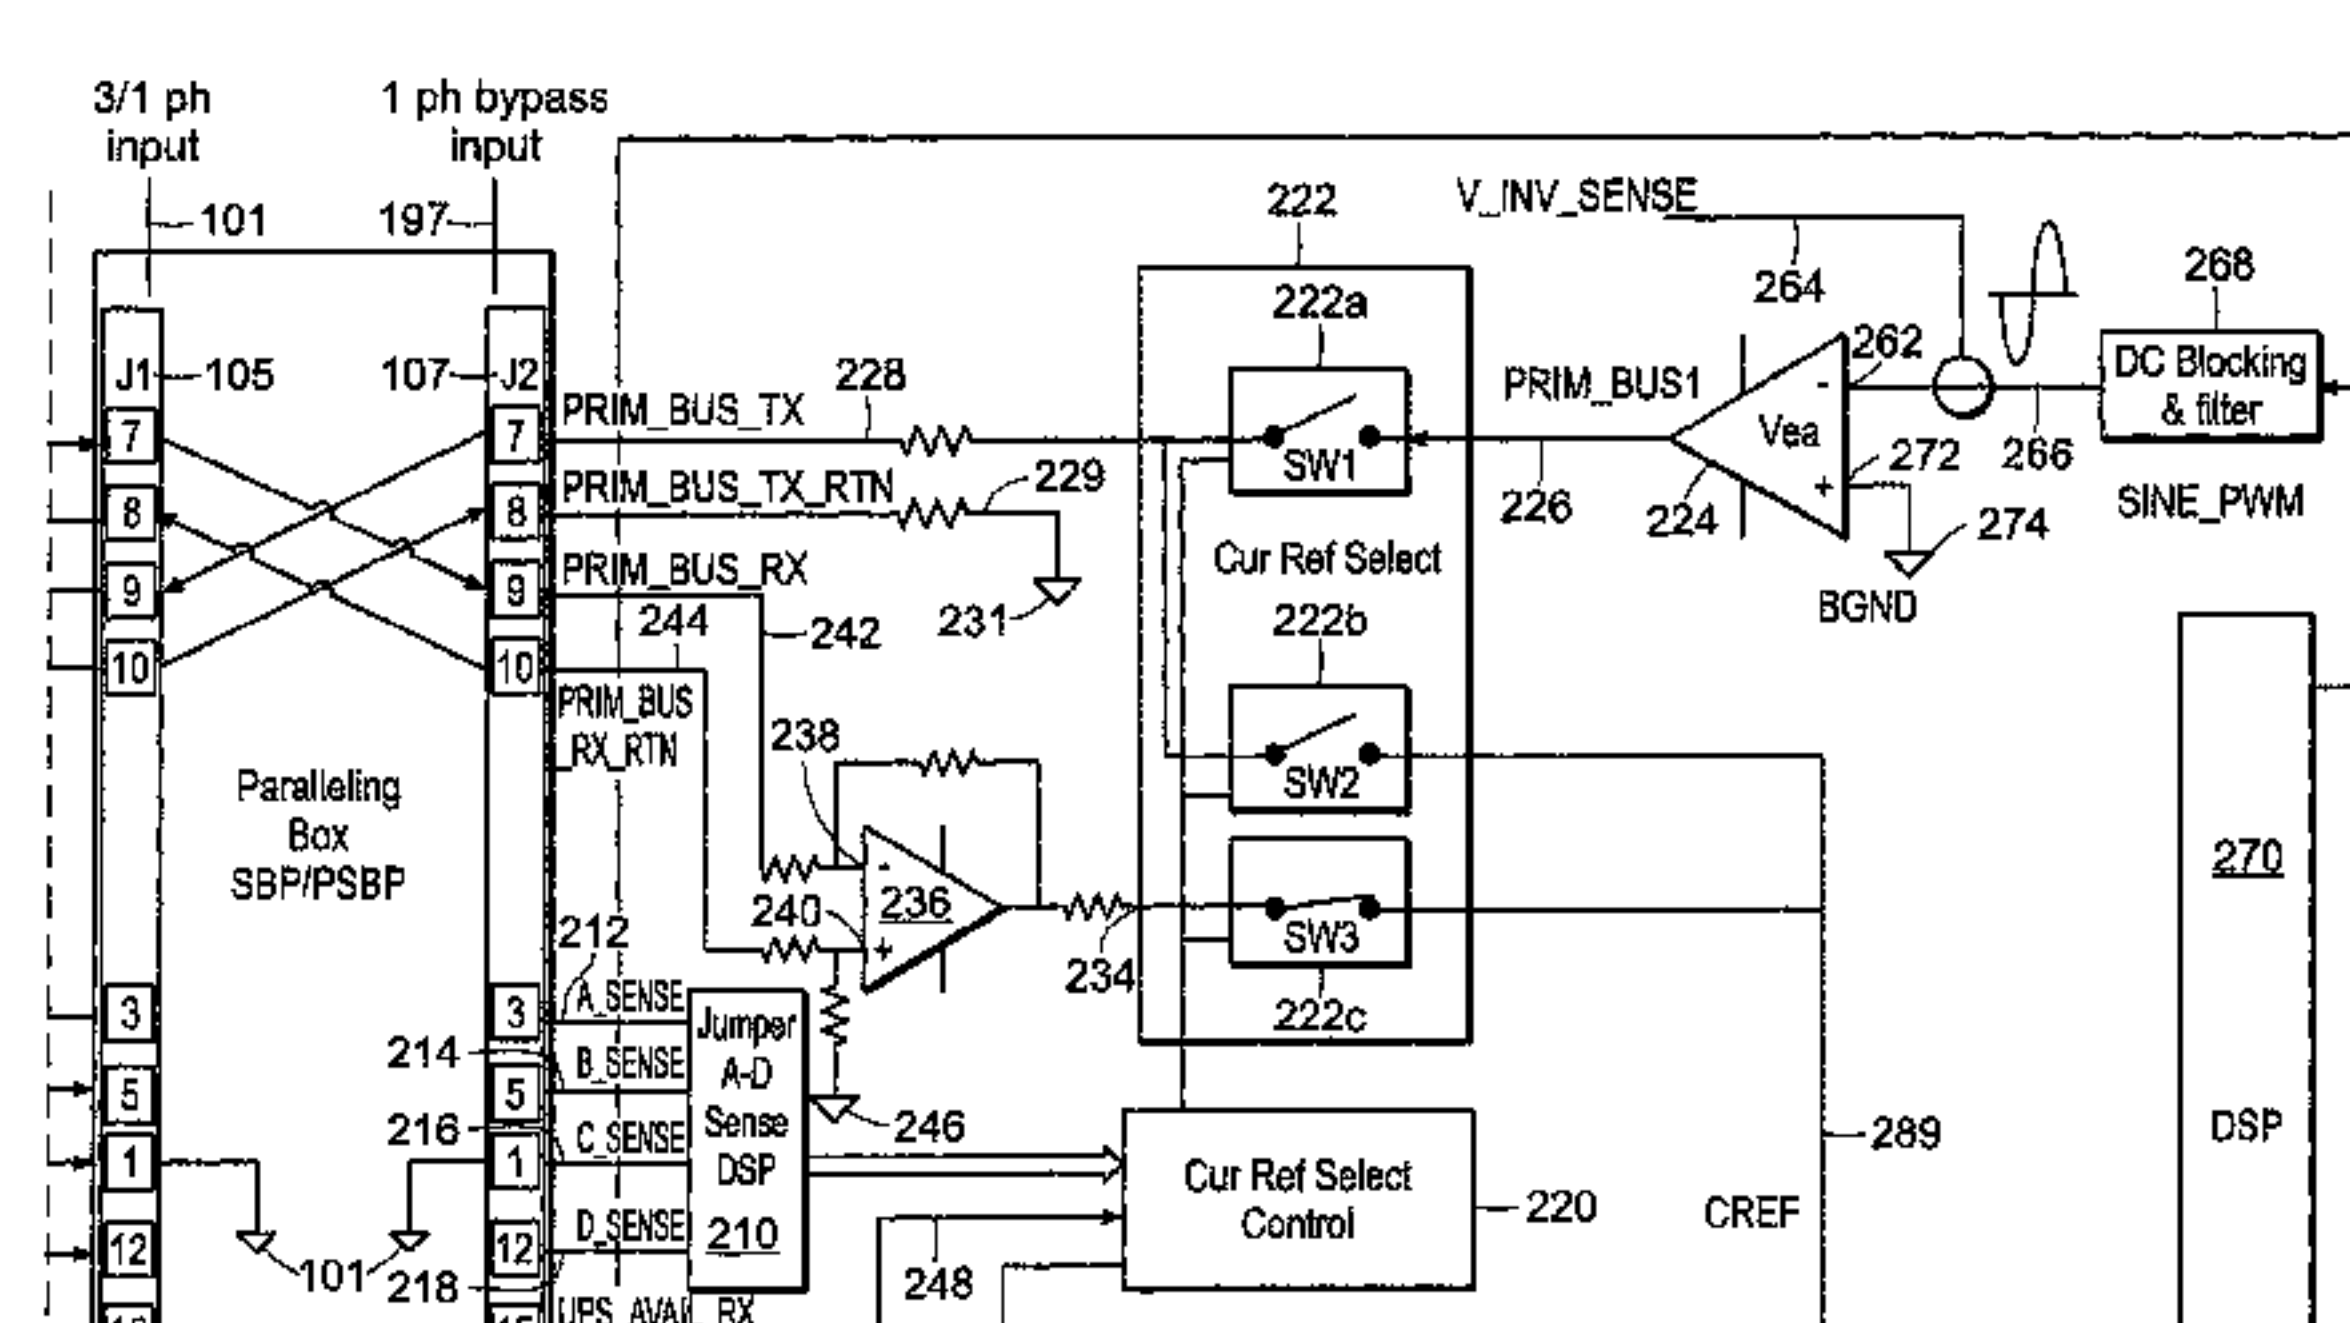 3/1 ph
input
1 ph bypass
input
101
197
222
V_INV_SENSE
264
268
222a
J1
105
107
J2
7
7
PRIM_BUS_TX
228
SW1
PRIM_BUS1
226
Vea
-
+
224
262
272
266
DC Blocking
& filter
SINE_PWM
274
BGND
8
8
PRIM_BUS_TX_RTN
229
231
9
9
PRIM_BUS_RX
244
242
10
10
PRIM_BUS
_RX_RTN
Cur Ref Select
222b
SW2
Paralleling
Box
SBP/PSBP
238
-
236
240
+
234
SW3
222c
270
DSP
212
3
3
A_SENSE
214
5
5
B_SENSE
216
1
1
C_SENSE
101
218
12
12
D_SENSE
Jumper
A-D
Sense
DSP
210
246
Cur Ref Select
Control
220
248
CREF
289
UPS_AVAIL_RX